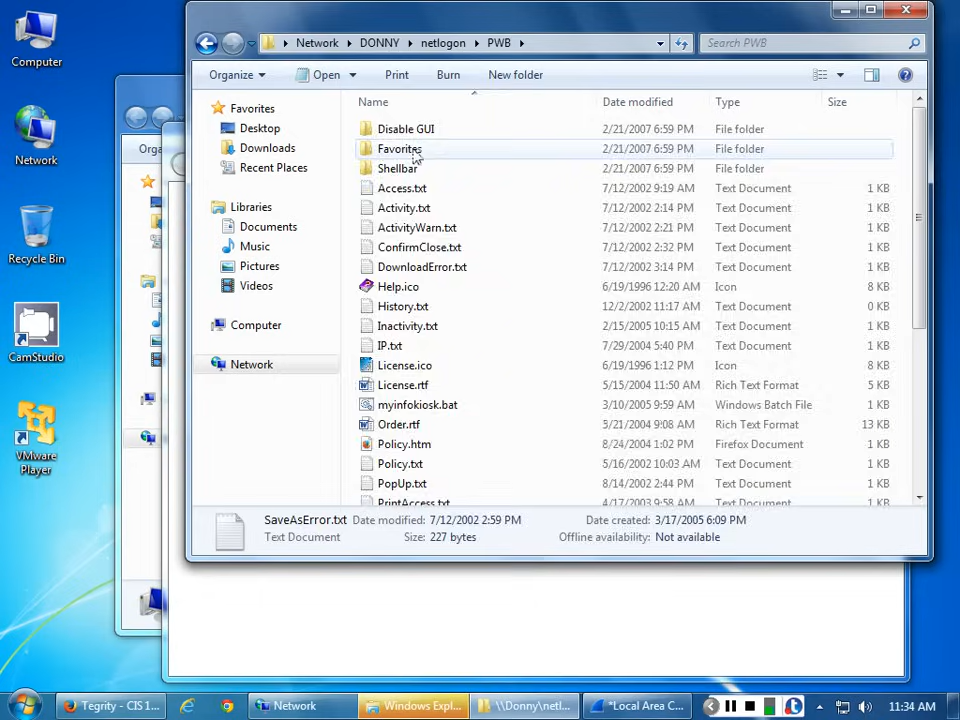 Computer
Network
Recycle Bin
CamStudio
VMware
Player
Network DONNY netlogon PWB
Search PWB
Organize Open Print Burn New folder
Favorites
Desktop
Downloads
Recent Places
Libraries
Documents
Music
Pictures
Videos
Computer
Network
Orga
Name Date modified Type Size
Disable GUI 2/21/2007 6:59 PM File folder
Favorites 2/21/2007 6:59 PM File folder
Shellbar 2/21/2007 6:59 PM File folder
Access.txt 7/12/2002 9:19 AM Text Document 1 KB
Activity.txt 7/12/2002 2:14 PM Text Document 1 KB
ActivityWarn.txt 7/12/2002 2:21 PM Text Document 1 KB
ConfirmClose.txt 7/12/2002 2:32 PM Text Document 1 KB
DownloadError.txt 7/12/2002 3:14 PM Text Document 1 KB
Help.ico 6/19/1996 12:20 AM Icon 8 KB
History.txt 12/2/2002 11:17 AM Text Document 0 KB
Inactivity.txt 2/15/2005 10:15 AM Text Document 1 KB
IP.txt 7/29/2004 5:40 PM Text Document 1 KB
License.ico 6/19/1996 1:12 PM Icon 8 KB
License.rtf 5/15/2004 11:50 AM Rich Text Format 5 KB
myinfokiosk.bat 3/10/2005 9:59 AM Windows Batch File 1 KB
Order.rtf 3/21/2004 9:08 AM Rich Text Format 13 KB
Policy.htm 8/24/2004 1:02 PM Firefox Document 1 KB
Policy.txt 5/16/2002 10:03 AM Text Document 1 KB
PopUp.txt 8/14/2002 2:44 PM Text Document 1 KB
PrintAccess.txt 4/17/2003 9:58 AM Text Document 1 KB
SaveAsError.txt Date modified: 7/12/2002 2:59 PM Date created: 3/17/2005 6:09 PM
Text Document Size: 227 bytes Offline availability: Not available
Tegrity - CIS 1... Network Windows Expl... \\Donny\netl... *Local Area C... 11:34 AM